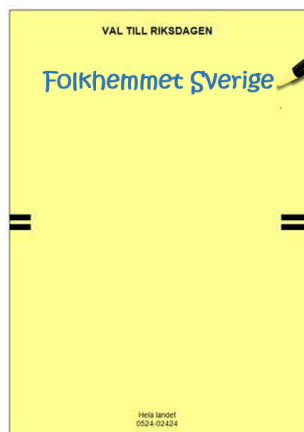 VAL TILL RIKSDAGEN
Folkhemmet Sverige
Hela landet
0524-02424